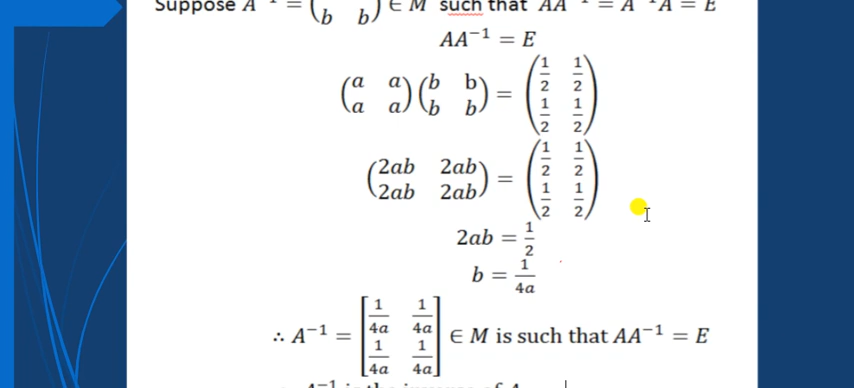 Suppose A⁻¹ = (b b) ∈ M such that AA⁻¹ = A⁻¹A = E
AA⁻¹ = E
(a a; a a)(b b; b b) = (1/2 1/2; 1/2 1/2)
(2ab 2ab; 2ab 2ab) = (1/2 1/2; 1/2 1/2)
2ab = 1/2
b = 1/4a
∴ A⁻¹ = [1/4a 1/4a; 1/4a 1/4a] ∈ M is such that AA⁻¹ = E